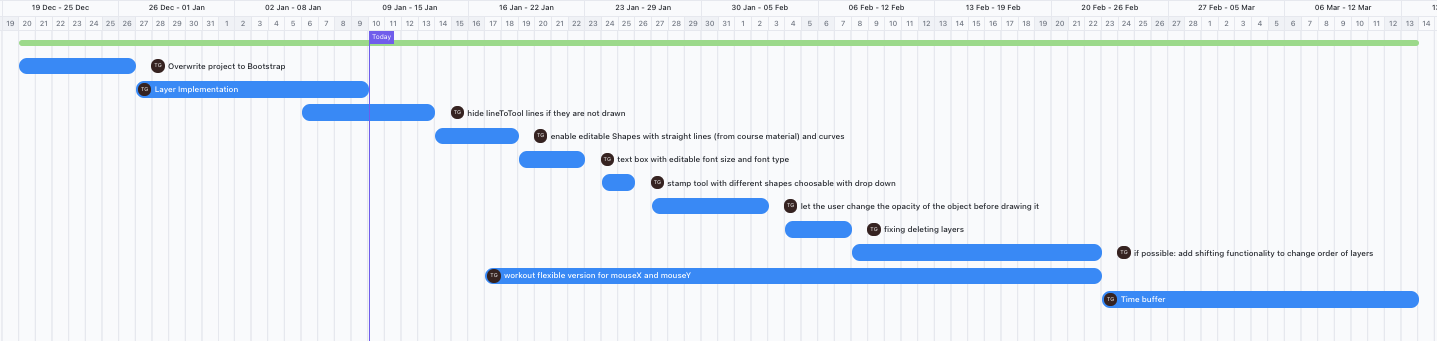 19 Dec - 25 Dec 26 Dec - 01 Jan 02 Jan - 08 Jan 09 Jan - 15 Jan 16 Jan - 22 Jan 23 Jan - 29 Jan 30 Jan - 05 Feb 06 Feb - 12 Feb 13 Feb - 19 Feb 20 Feb - 26 Feb 27 Feb - 05 Mar 06 Mar - 12 Mar
19 20 21 22 23 24 25 26 27 28 29 30 31 1 2 3 4 5 6 7 8 9 10 11 12 13 14 15 16 17 18 19 20 21 22 23 24 25 26 27 28 29 30 31 1 2 3 4 5 6 7 8 9 10 11 12 13 14 15 16 17 18 19 20 21 22 23 24 25 26 27 28 1 2 3 4 5 6 7 8 9 10 11 12 13 14
Today
TG Overwrite project to Bootstrap
TG Layer Implementation
TG hide lineToTool lines if they are not drawn
TG enable editable Shapes with straight lines (from course material) and curves
TG text box with editable font size and font type
TG stamp tool with different shapes choosable with drop down
TG let the user change the opacity of the object before drawing it
TG fixing deleting layers
TG if possible: add shifting functionality to change order of layers
TG workout flexible version for mouseX and mouseY
TG Time buffer